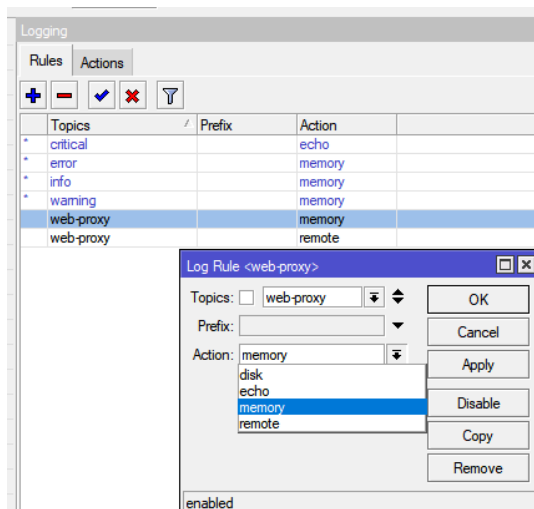 Logging
Rules Actions
Topics Prefix Action
* critical echo
* error memory
* info memory
* warning memory
web-proxy memory
web-proxy remote
Log Rule <web-proxy>
Topics: web-proxy
Prefix:
Action: memory
disk
echo
memory
remote
OK
Cancel
Apply
Disable
Copy
Remove
enabled